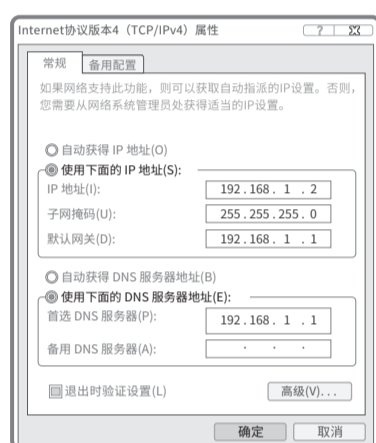 Internet协议版本4（TCP/IPv4）属性
常规 备用配置
如果网络支持此功能，则可以获取自动指派的IP设置。否则，
您需要从网络系统管理员处获得适当的IP设置。
自动获得 IP 地址(O)
使用下面的 IP 地址(S):
IP 地址(I): 192.168. 1 . 2
子网掩码(U): 255.255.255. 0
默认网关(D): 192.168. 1 . 1
自动获得 DNS 服务器地址(B)
使用下面的 DNS 服务器地址(E):
首选 DNS 服务器(P): 192.168. 1 . 1
备用 DNS 服务器(A): . . .
退出时验证设置(L) 高级(V)...
确定 取消